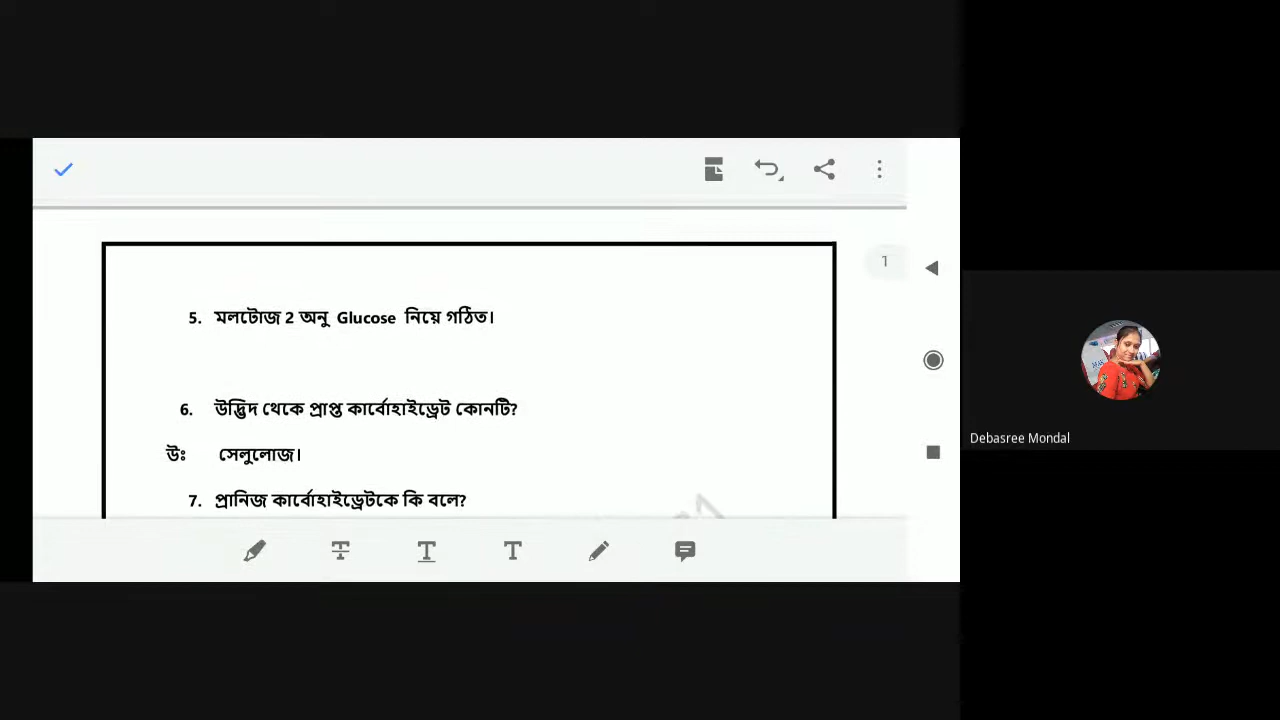 1
5. মলটোজ 2 অনু Glucose নিয়ে গঠিত।
6. উদ্ভিদ থেকে প্রাপ্ত কার্বোহাইড্রেট কোনটি?
উঃ সেলুলোজ।
7. প্রানিজ কার্বোহাইড্রেটকে কি বলে?
Debasree Mondal